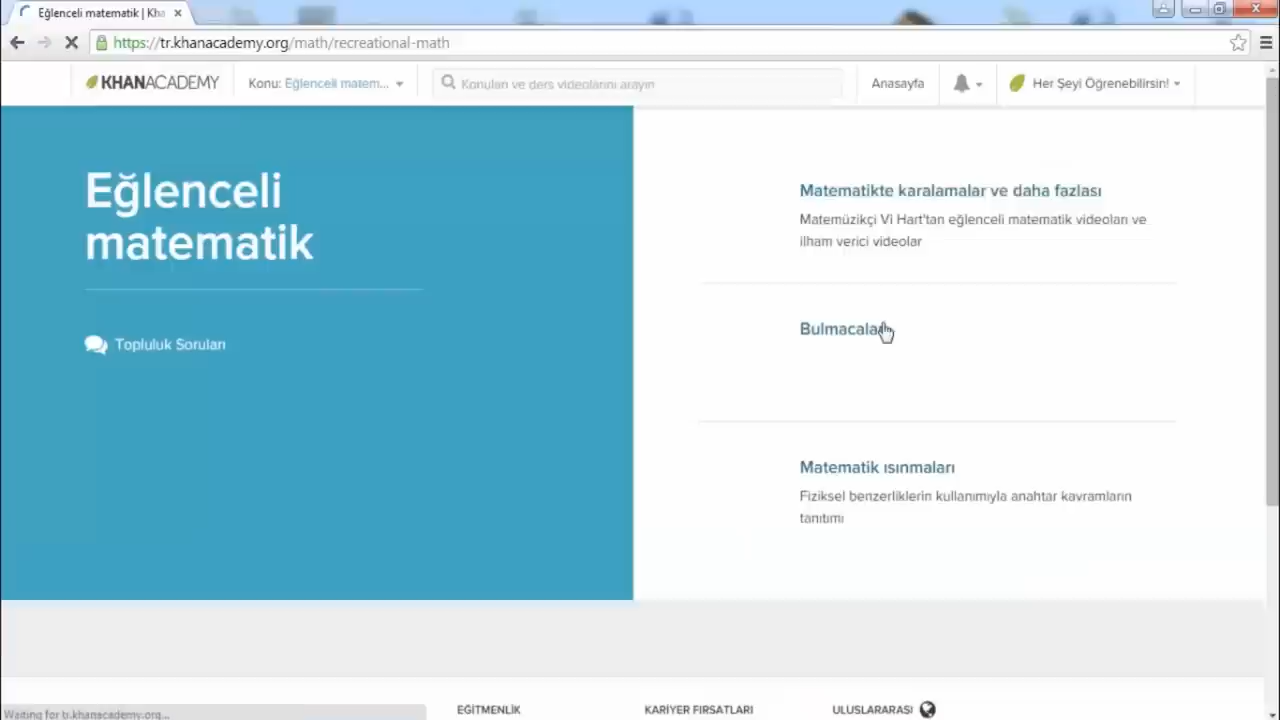 Eğlenceli matematik | Kha
https://tr.khanacademy.org/math/recreational-math
KHANACADEMY
Konu: Eğlenceli matem...
Konuları ve ders videolarını arayın
Anasayfa
Her Şeyi Öğrenebilirsin!
Eğlenceli
matematik
Topluluk Soruları
Matematikte karalamalar ve daha fazlası
Matemüzikçi Vi Hart'tan eğlenceli matematik videoları ve
ilham verici videolar
Bulmacalar
Matematik ısınmaları
Fiziksel benzerliklerin kullanımıyla anahtar kavramların
tanıtımı
EĞİTMENLİK
KARİYER FIRSATLARI
ULUSLARARASI
Waiting for tr.khanacademy.org...